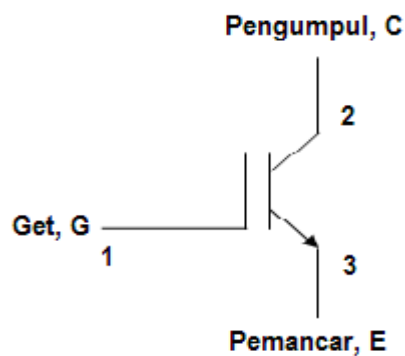 Pengumpul, C
2
Get, G
1
3
Pemancar, E